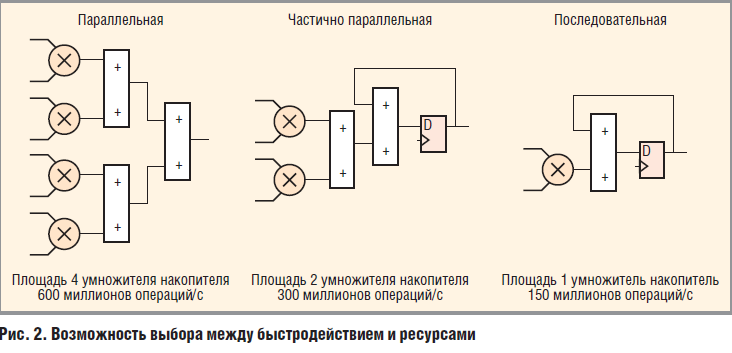 Параллельная
Частично параллельная
Последовательная
+
+
+
+
+
+
+
+
+
+
D
+
+
D
Площадь 4 умножителя накопителя
600 миллионов операций/с
Площадь 2 умножителя накопителя
300 миллионов операций/с
Площадь 1 умножитель накопитель
150 миллионов операций/с
Рис. 2. Возможность выбора между быстродействием и ресурсами